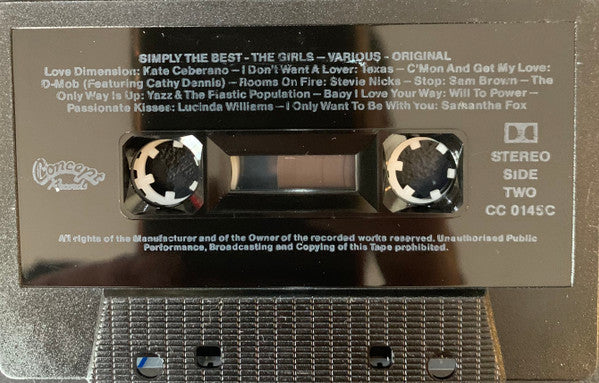 SIMPLY THE BEST - THE GIRLS – VARIOUS - ORIGINAL
Love Dimension: Kate Ceberano – I Don't Want A Lover: Texas – C'Mon And Get My Love:
D-Mob (Featuring Cathy Dennis) – Rooms On Fire: Stevie Nicks – Stop: Sam Brown – The
Only Way Is Up: Yazz & The Plastic Population – Baby I Love Your Way: Will To Power –
Passionate Kisses: Lucinda Williams – I Only Want To Be With You: Samantha Fox
Concept
Records
STEREO
SIDE
TWO
CC 0145C
All rights of the Manufacturer and of the Owner of the recorded works reserved. Unauthorised Public
Performance, Broadcasting and Copying of this Tape prohibited.